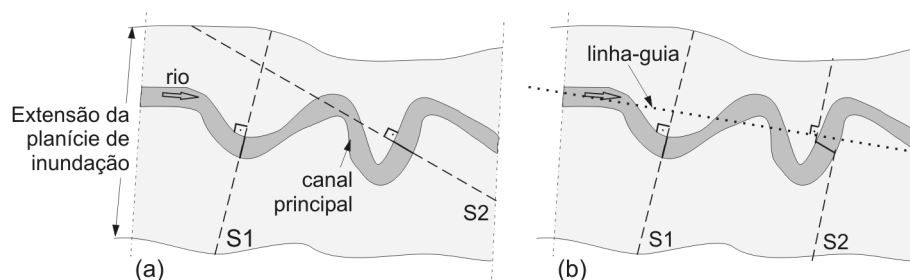 rio
Extensão da
planície de
inundação
canal
principal
S1
S2
(a)
linha-guia
S1
S2
(b)